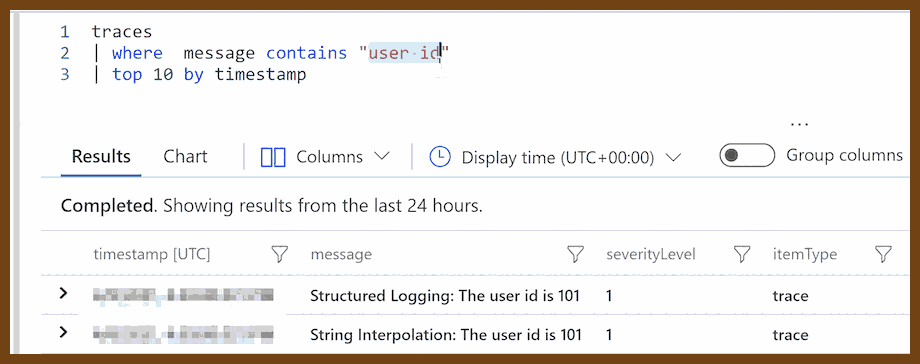 1 traces
2 | where  message contains "user id"
3 | top 10 by timestamp
...
Results Chart Columns Display time (UTC+00:00) Group columns
Completed. Showing results from the last 24 hours.
timestamp [UTC] message severityLevel itemType
Structured Logging: The user id is 101 1 trace
String Interpolation: The user id is 101 1 trace